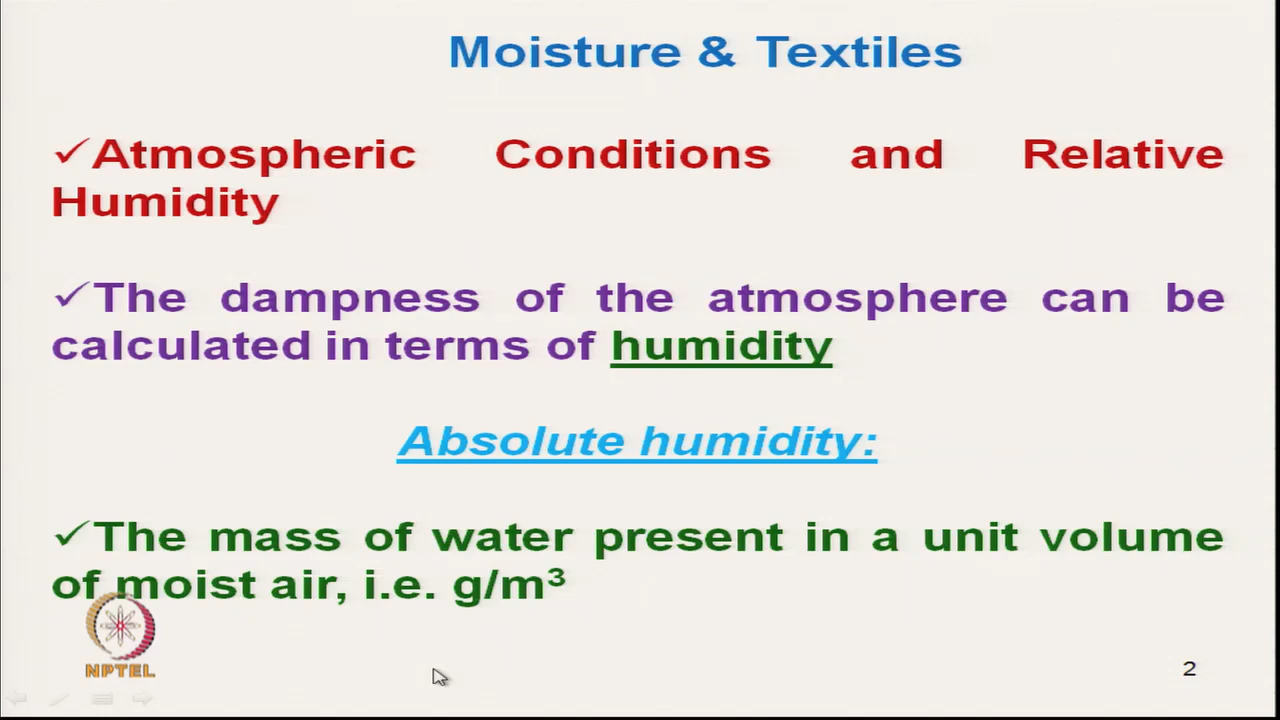 Moisture & Textiles
✓Atmospheric Conditions and Relative
Humidity
✓The dampness of the atmosphere can be
calculated in terms of humidity
Absolute humidity:
✓The mass of water present in a unit volume
of moist air, i.e. g/m³
NPTEL
2